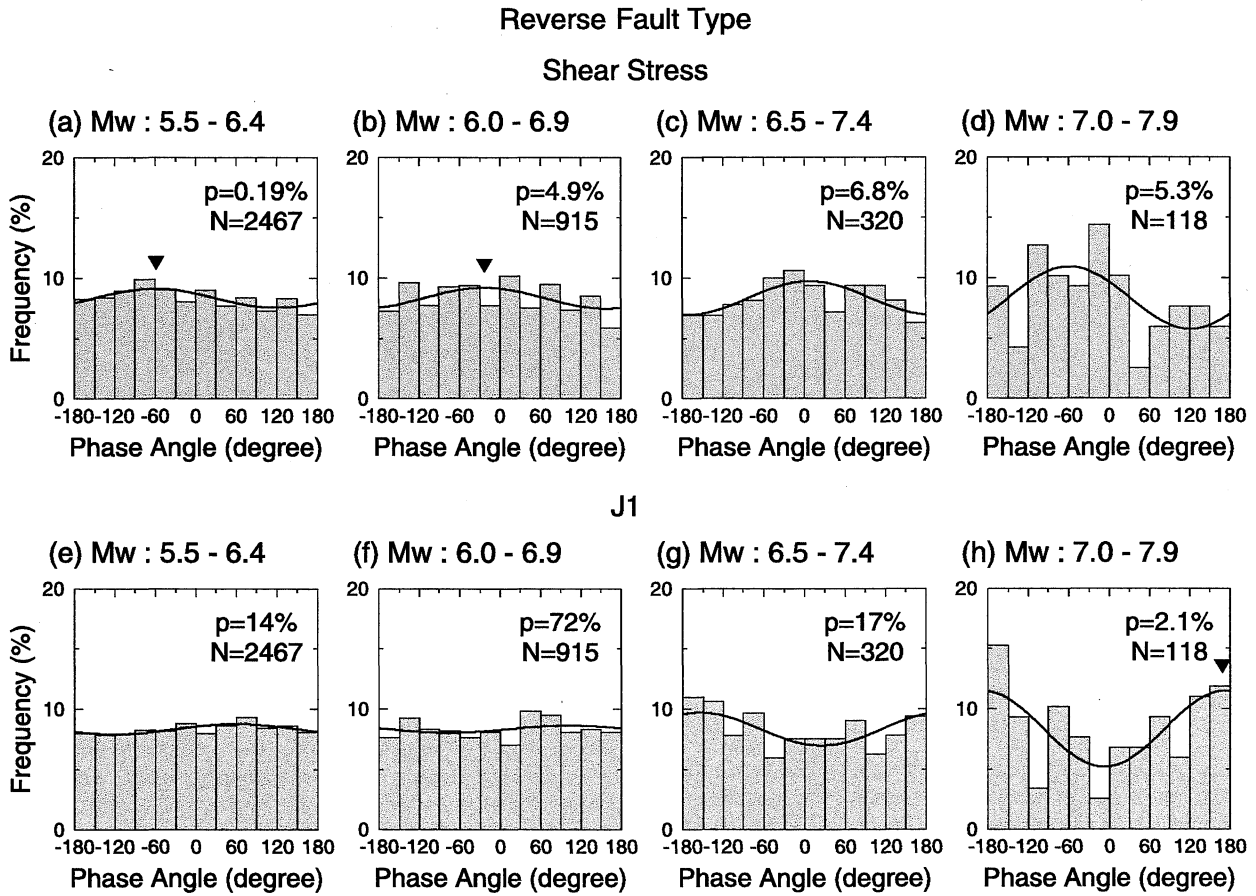 Reverse Fault Type
Shear Stress
(a) Mw : 5.5 - 6.4
(b) Mw : 6.0 - 6.9
(c) Mw : 6.5 - 7.4
(d) Mw : 7.0 - 7.9
20
10
0
Frequency (%)
p=0.19%
N=2467
-180-120 -60 0 60 120 180
Phase Angle (degree)
20
10
0
p=4.9%
N=915
-180-120 -60 0 60 120 180
Phase Angle (degree)
20
10
0
p=6.8%
N=320
-180-120 -60 0 60 120 180
Phase Angle (degree)
20
10
0
p=5.3%
N=118
-180-120 -60 0 60 120 180
Phase Angle (degree)
J1
(e) Mw : 5.5 - 6.4
(f) Mw : 6.0 - 6.9
(g) Mw : 6.5 - 7.4
(h) Mw : 7.0 - 7.9
20
10
0
Frequency (%)
p=14%
N=2467
-180-120 -60 0 60 120 180
Phase Angle (degree)
20
10
0
p=72%
N=915
-180-120 -60 0 60 120 180
Phase Angle (degree)
20
10
0
p=17%
N=320
-180-120 -60 0 60 120 180
Phase Angle (degree)
20
10
0
p=2.1%
N=118
-180-120 -60 0 60 120 180
Phase Angle (degree)